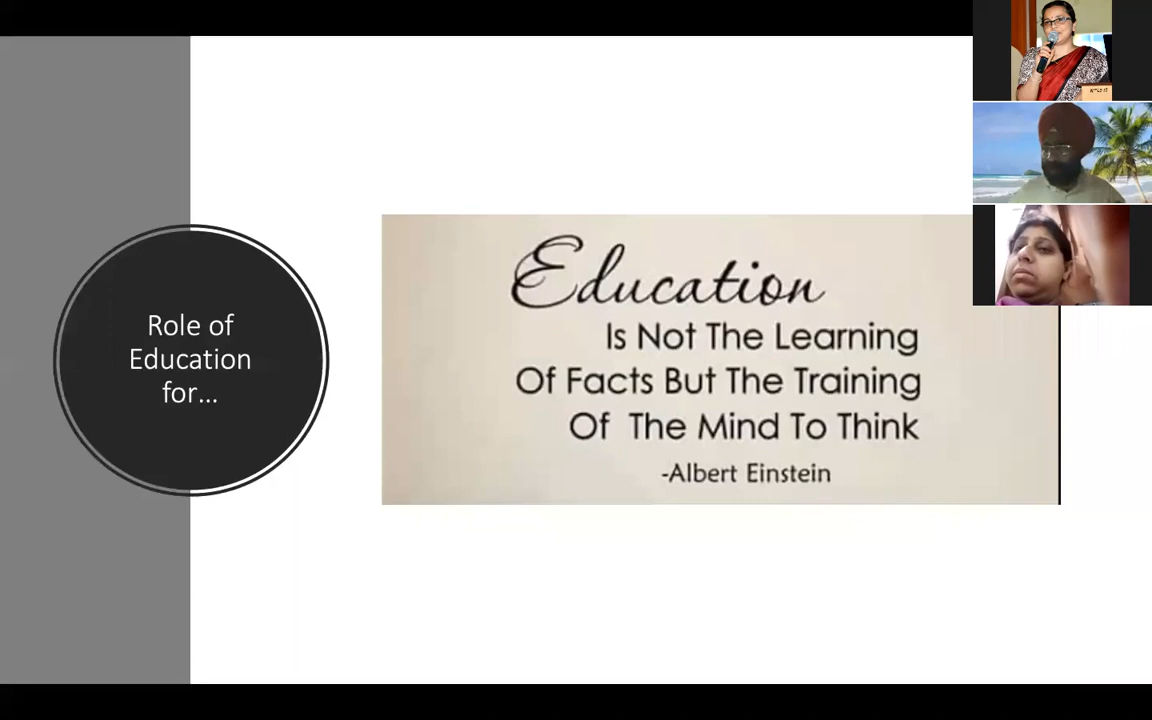 Role of
Education
for...
Education
Is Not The Learning
Of Facts But The Training
Of The Mind To Think
-Albert Einstein